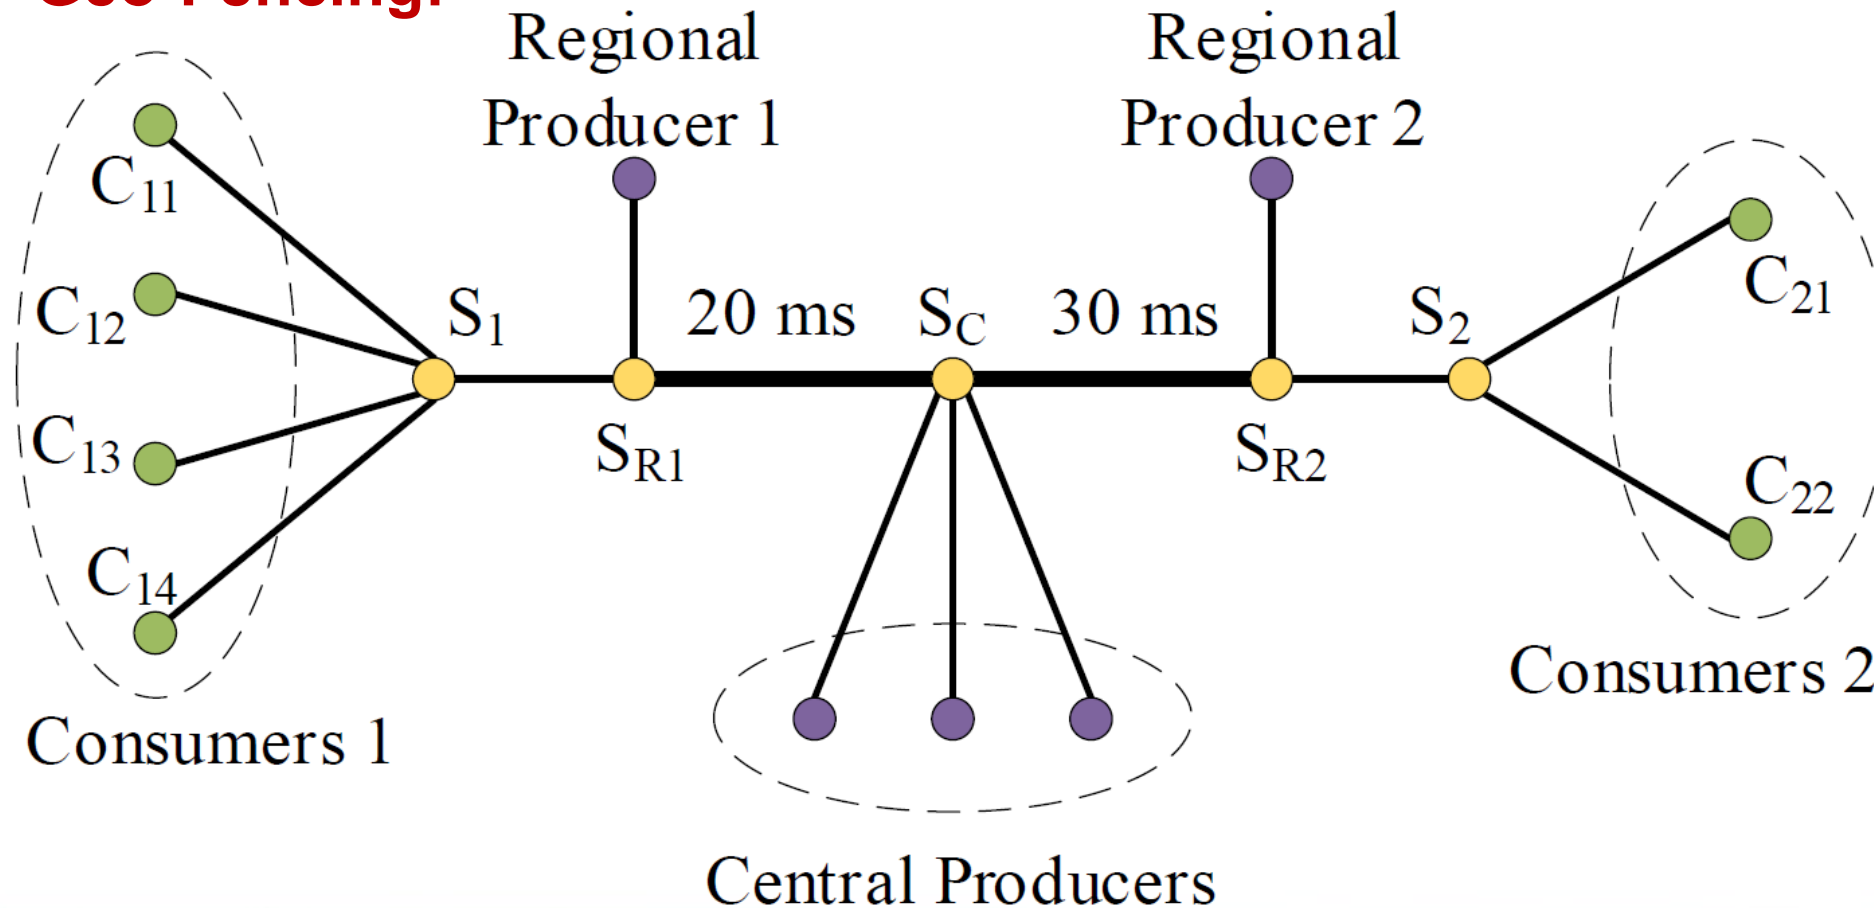 Regional
Producer 1
Regional
Producer 2
C11
C12
C13
C14
S1
20 ms
SC
30 ms
S2
SR1
SR2
C21
C22
Consumers 1
Consumers 2
Central Producers